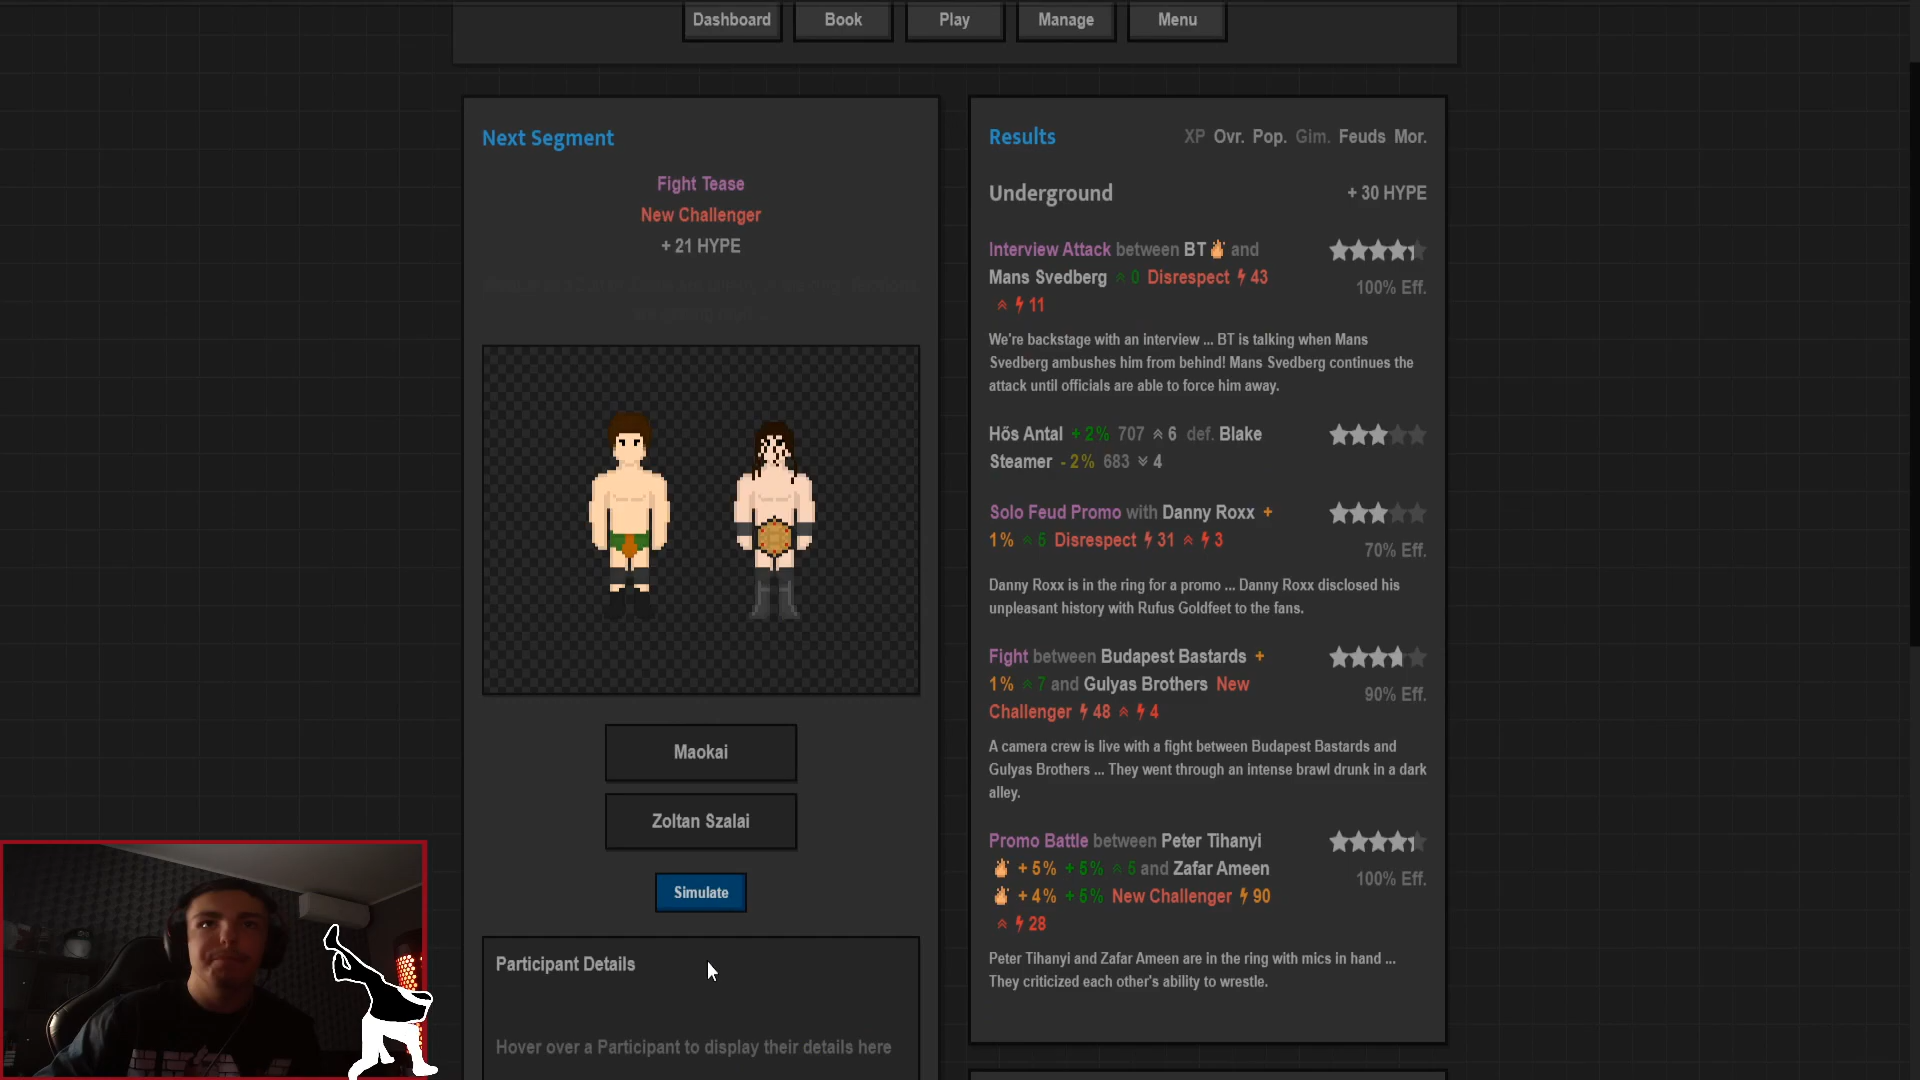 Dashboard
Book
Play
Manage
Menu
Next Segment
Fight Tease
New Challenger
+ 21 HYPE
Maokai
Zoltan Szalai
Simulate
Participant Details
Hover over a Participant to display their details here
Results
XP Ovr. Pop. Gim. Feuds Mor.
Underground
+ 30 HYPE
Interview Attack between BT and
Mans Svedberg 0 Disrespect 43
11
100% Eff.
We're backstage with an interview ... BT is talking when Mans
Svedberg ambushes him from behind! Mans Svedberg continues the
attack until officials are able to force him away.
Hős Antal + 2% 707 6 def. Blake
Steamer - 2% 683 4
Solo Feud Promo with Danny Roxx +
1% 5 Disrespect 31 3
70% Eff.
Danny Roxx is in the ring for a promo ... Danny Roxx disclosed his
unpleasant history with Rufus Goldfeet to the fans.
Fight between Budapest Bastards +
1% 7 and Gulyas Brothers New
Challenger 48 4
90% Eff.
A camera crew is live with a fight between Budapest Bastards and
Gulyas Brothers ... They went through an intense brawl drunk in a dark
alley.
Promo Battle between Peter Tihanyi
+ 5% + 5% 5 and Zafar Ameen
+ 4% + 5% New Challenger 90
28
100% Eff.
Peter Tihanyi and Zafar Ameen are in the ring with mics in hand ...
They criticized each other's ability to wrestle.